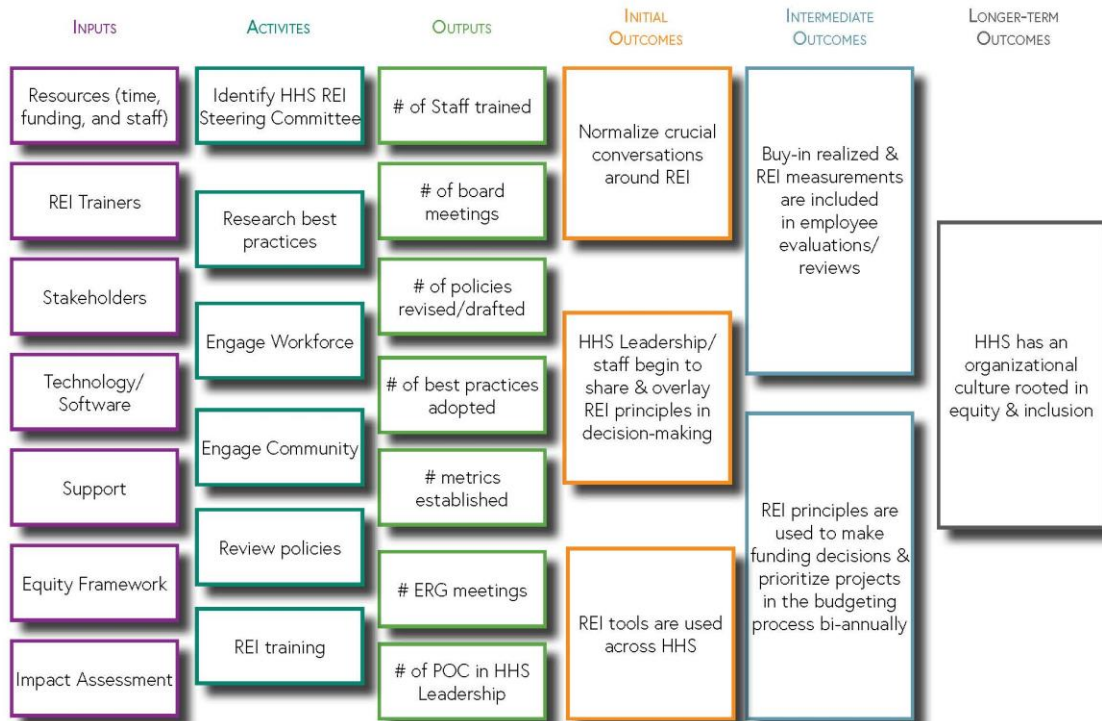 INPUTS
ACTIVITES
OUTPUTS
INITIAL
OUTCOMES
INTERMEDIATE
OUTCOMES
LONGER-TERM
OUTCOMES
Resources (time,
funding, and staff)
REI Trainers
Stakeholders
Technology/
Software
Support
Equity Framework
Impact Assessment
Identify HHS REI
Steering Committee
Research best
practices
Engage Workforce
Engage Community
Review policies
REI training
# of Staff trained
# of board
meetings
# of policies
revised/drafted
# of best practices
adopted
# metrics
established
# ERG meetings
# of POC in HHS
Leadership
Normalize crucial
conversations
around REI
HHS Leadership/
staff begin to
share & overlay
REI principles in
decision-making
REI tools are used
across HHS
Buy-in realized &
REI measurements
are included
in employee
evaluations/
reviews
REI principles are
used to make
funding decisions &
prioritize projects
in the budgeting
process bi-annually
HHS has an
organizational
culture rooted in
equity & inclusion